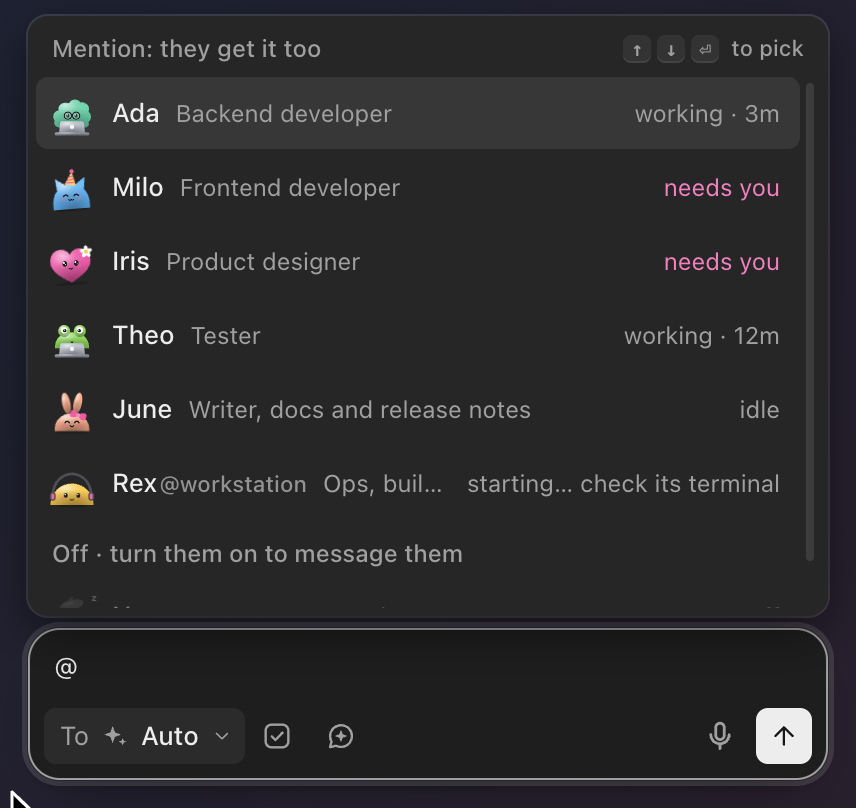 Mention: they get it too ↑ ↓ ⏎ to pick
Ada Backend developer working · 3m
Milo Frontend developer needs you
Iris Product designer needs you
Theo Tester working · 12m
June Writer, docs and release notes idle
Rex@workstation Ops, buil... starting... check its terminal
Off · turn them on to message them
z
@
To Auto